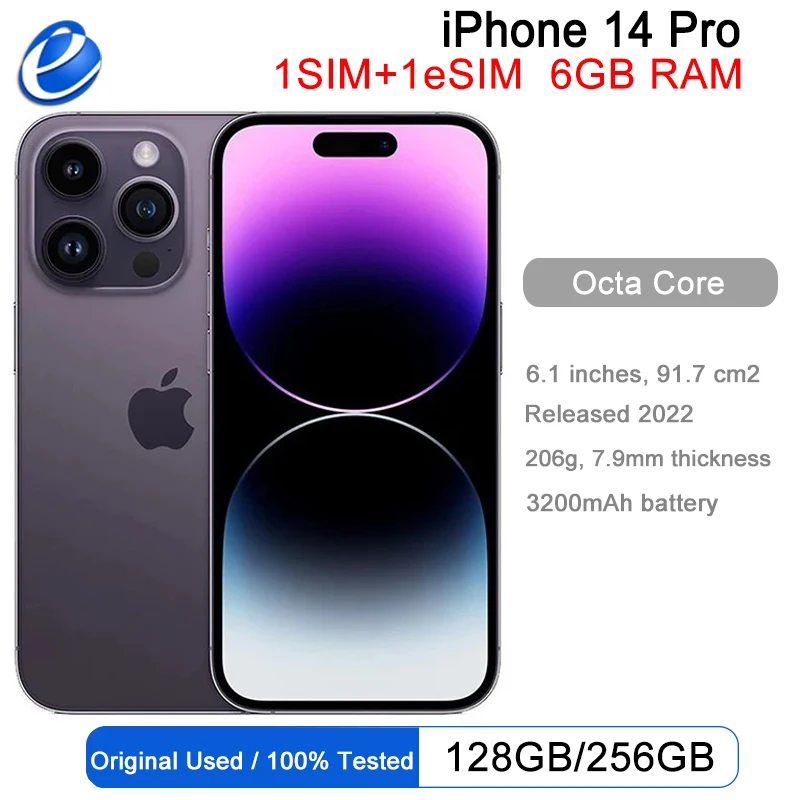 iPhone 14 Pro
1SIM+1eSIM 6GB RAM
Octa Core
6.1 inches, 91.7 cm2
Released 2022
206g, 7.9mm thickness
3200mAh battery
Original Used / 100% Tested
128GB/256GB